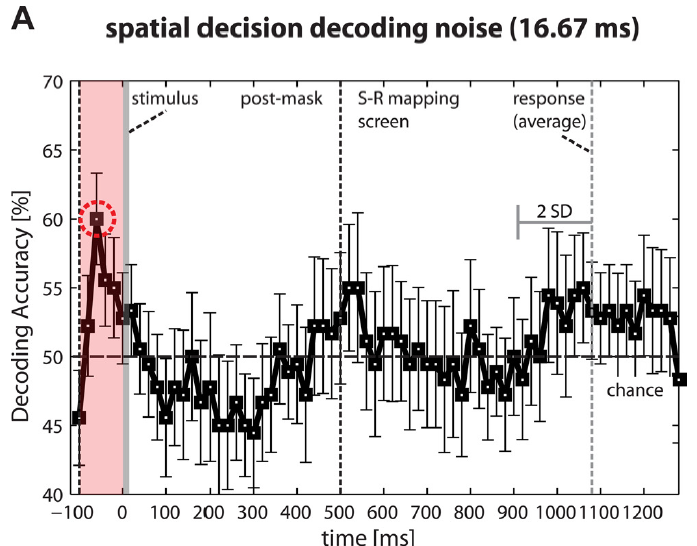 A
spatial decision decoding noise (16.67 ms)
Decoding Accuracy [%]
70
65
60
55
50
45
40
stimulus
post-mask
S-R mapping
screen
response
(average)
2 SD
chance
−100 0 100 200 300 400 500 600 700 800 900 1000 1100 1200
time [ms]